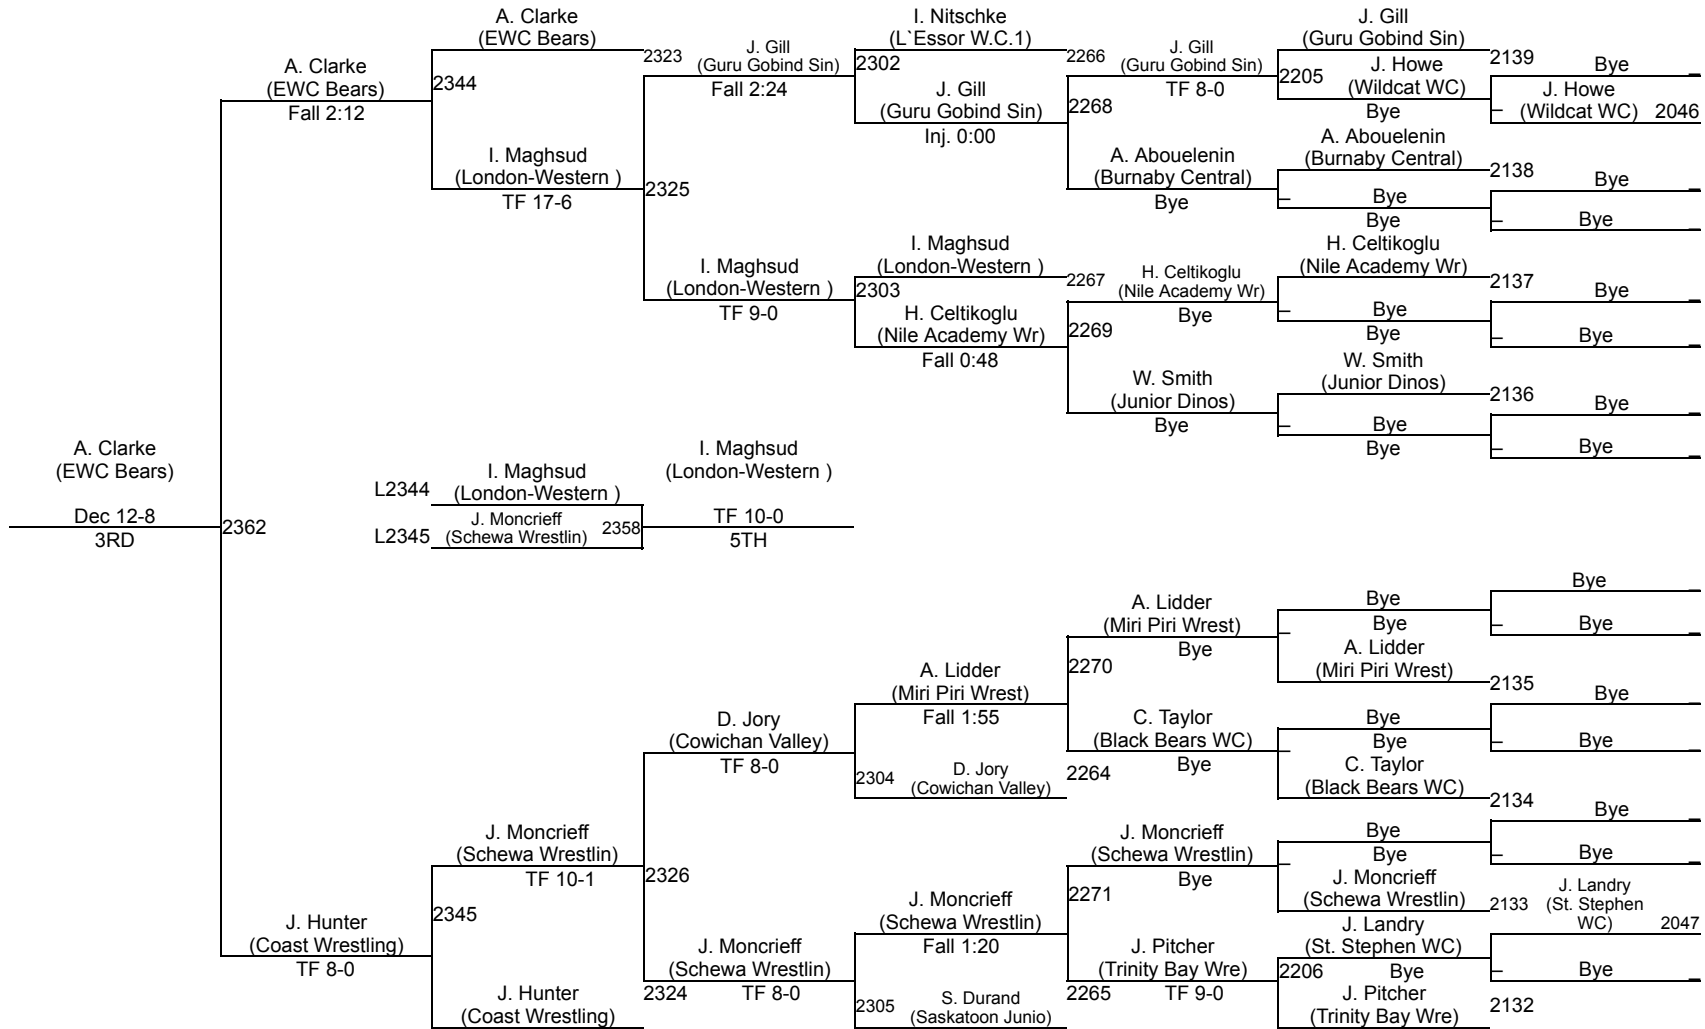 A. Clarke
(EWC Bears)
Dec 12-8
3RD
2362
A. Clarke
(EWC Bears)
Fall 2:12
J. Hunter
(Coast Wrestling)
TF 8-0
A. Clarke
(EWC Bears)
2344
2323
I. Maghsud
(London-Western )
TF 17-6
L2344
I. Maghsud
(London-Western )
L2345
J. Moncrieff
(Schewa Wrestlin)
2358
I. Maghsud
(London-Western )
TF 10-0
5TH
J. Moncrieff
(Schewa Wrestlin)
TF 10-1
2345
J. Hunter
(Coast Wrestling)
2324
J. Gill
(Guru Gobind Sin)
Fall 2:24
2325
I. Maghsud
(London-Western )
TF 9-0
D. Jory
(Cowichan Valley)
TF 8-0
2326
J. Moncrieff
(Schewa Wrestlin)
TF 8-0
I. Nitschke
(L`Essor W.C.1)
2302
2266
J. Gill
(Guru Gobind Sin)
Inj. 0:00
I. Maghsud
(London-Western )
2303
2267
H. Celtikoglu
(Nile Academy Wr)
Fall 0:48
A. Lidder
(Miri Piri Wrest)
Fall 1:55
2304
D. Jory
(Cowichan Valley)
2264
J. Moncrieff
(Schewa Wrestlin)
Fall 1:20
2305
S. Durand
(Saskatoon Junio)
2265
J. Gill
(Guru Gobind Sin)
TF 8-0
2268
A. Abouelenin
(Burnaby Central)
Bye
H. Celtikoglu
(Nile Academy Wr)
Bye
2269
W. Smith
(Junior Dinos)
Bye
A. Lidder
(Miri Piri Wrest)
Bye
2270
C. Taylor
(Black Bears WC)
Bye
J. Moncrieff
(Schewa Wrestlin)
Bye
2271
J. Pitcher
(Trinity Bay Wre)
TF 9-0
J. Gill
(Guru Gobind Sin)
2139
2205
J. Howe
(Wildcat WC)
Bye
A. Abouelenin
(Burnaby Central)
2138
_
Bye
Bye
H. Celtikoglu
(Nile Academy Wr)
2137
_
Bye
Bye
W. Smith
(Junior Dinos)
2136
_
Bye
Bye
Bye
Bye
_
A. Lidder
(Miri Piri Wrest)
2135
Bye
Bye
_
C. Taylor
(Black Bears WC)
2134
Bye
Bye
_
J. Moncrieff
(Schewa Wrestlin)
2133
J. Landry
(St. Stephen WC)
2206
Bye
J. Pitcher
(Trinity Bay Wre)
2132
Bye _
_
J. Howe
(Wildcat WC) 2046
Bye _
_ Bye _
Bye _
_ Bye _
Bye _
_ Bye _
Bye _
_ Bye _
Bye _
_ Bye _
Bye _
_ Bye _
J. Landry
(St. Stephen
WC) 2047
_ Bye _